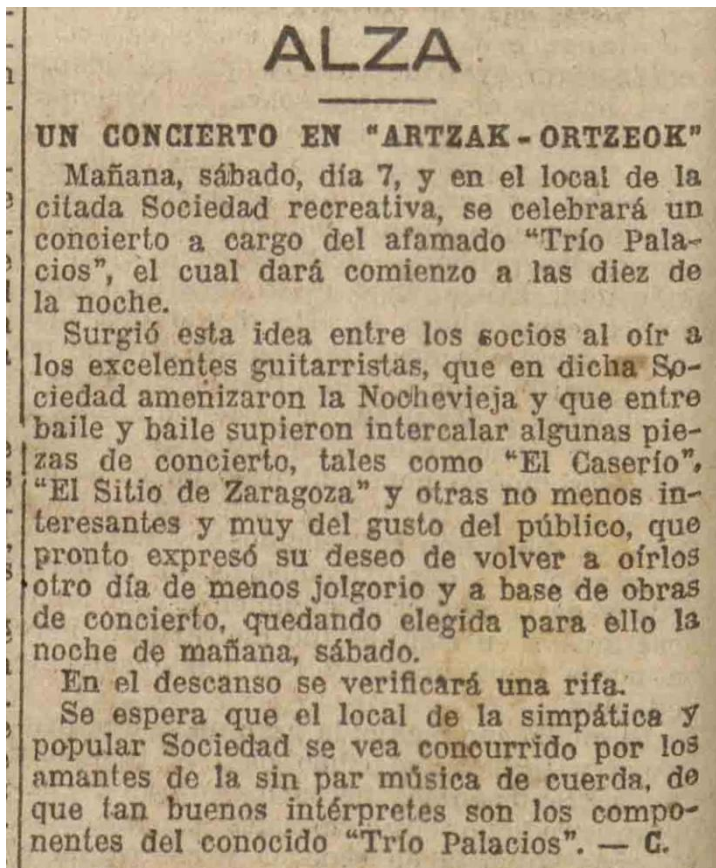 ALZA
UN CONCIERTO EN "ARTZAK-ORTZEOK"
Mañana, sábado, día 7, y en el local de la
citada Sociedad recreativa, se celebrará un
concierto a cargo del afamado "Trío Pala-
cios", el cual dará comienzo a las diez de
la noche.
Surgió esta idea entre los socios al oír a
los excelentes guitarristas, que en dicha So-
ciedad amenizaron la Nochevieja y que entre
baile y baile supieron intercalar algunas pie-
zas de concierto, tales como "El Caserío",
"El Sitio de Zaragoza" y otras no menos in-
teresantes y muy del gusto del público, que
pronto expresó su deseo de volver a oírlos
otro día de menos jolgorio y a base de obras
de concierto, quedando elegida para ello la
noche de mañana, sábado.
En el descanso se verificará una rifa.
Se espera que el local de la simpática y
popular Sociedad se vea concurrido por los
amantes de la sin par música de cuerda, de
que tan buenos intérpretes son los compo-
nentes del conocido "Trío Palacios". — C.